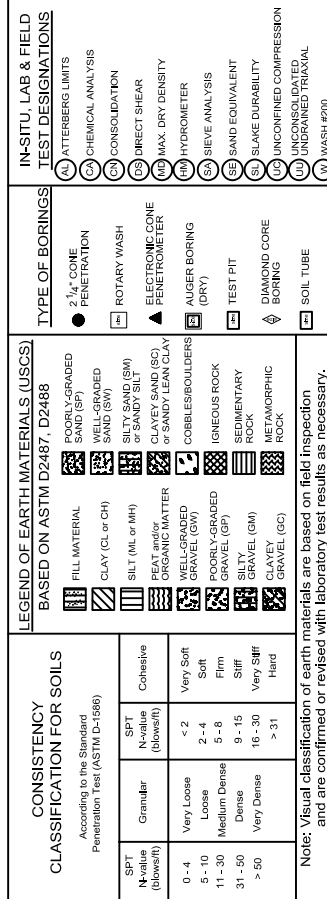 CONSISTENCY
CLASSIFICATION FOR SOILS
According to the Standard
Penetration Test (ASTM D-1586)
SPT
N-value
(blows/ft)
Granular
SPT
N-value
(blows/ft)
Cohesive
0 - 4 Very Loose < 2 Very Soft
5 - 10 Loose 2 - 4 Soft
11 - 30 Medium Dense 5 - 8 Firm
31 - 50 Dense 9 - 15 Stiff
> 50 Very Dense 16 - 30 Very Stiff
> 31 Hard
LEGEND OF EARTH MATERIALS (USCS)
BASED ON ASTM D2487, D2488
FILL MATERIAL
CLAY (CL or CH)
SILT (ML or MH)
PEAT and/or
ORGANIC MATTER
WELL-GRADED
GRAVEL (GW)
POORLY-GRADED
GRAVEL (GP)
SILTY
GRAVEL (GM)
CLAYEY
GRAVEL (GC)
POORLY-GRADED
SAND (SP)
WELL-GRADED
SAND (SW)
SILTY SAND (SM)
or SANDY SILT
CLAYEY SAND (SC)
or SANDY LEAN CLAY
COBBLES/BOULDERS
IGNEOUS ROCK
SEDIMENTARY
ROCK
METAMORPHIC
ROCK
TYPE OF BORINGS
2 1/4" CONE
PENETRATION
ROTARY WASH
ELECTRONIC CONE
PENETROMETER
AUGER BORING
(DRY)
TEST PIT
DIAMOND CORE
BORING
SOIL TUBE
IN-SITU, LAB & FIELD
TEST DESIGNATIONS
AL ATTERBERG LIMITS
CA CHEMICAL ANALYSIS
CN CONSOLIDATION
DS DIRECT SHEAR
MD MAX. DRY DENSITY
HM HYDROMETER
SA SIEVE ANALYSIS
SE SAND EQUIVALENT
SL SLAKE DURABILITY
UC UNCONFINED COMPRESSION
UU UNCONSOLIDATED
UNDRAINED TRIAXIAL
W WASH #200
Note: Visual classification of earth materials are based on field inspection
and are confirmed or revised with laboratory test results as necessary.